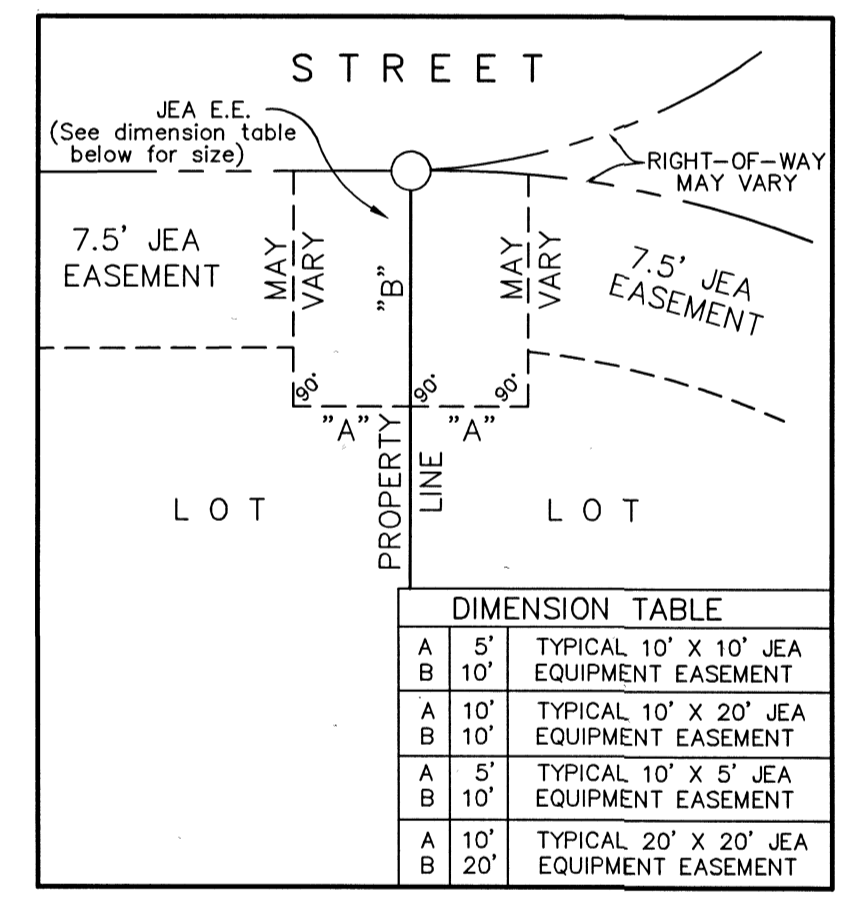 STREET
JEA E.E.
(See dimension table
below for size)
RIGHT-OF-WAY
MAY VARY
7.5' JEA
EASEMENT
MAY
VARY
"B"
MAY
VARY
7.5' JEA
EASEMENT
90°
90°
90°
"A"
"A"
PROPERTY
LINE
LOT
LOT
DIMENSION TABLE
A 5' TYPICAL 10' X 10' JEA
B 10' EQUIPMENT EASEMENT
A 10' TYPICAL 10' X 20' JEA
B 10' EQUIPMENT EASEMENT
A 5' TYPICAL 10' X 5' JEA
B 10' EQUIPMENT EASEMENT
A 10' TYPICAL 20' X 20' JEA
B 20' EQUIPMENT EASEMENT